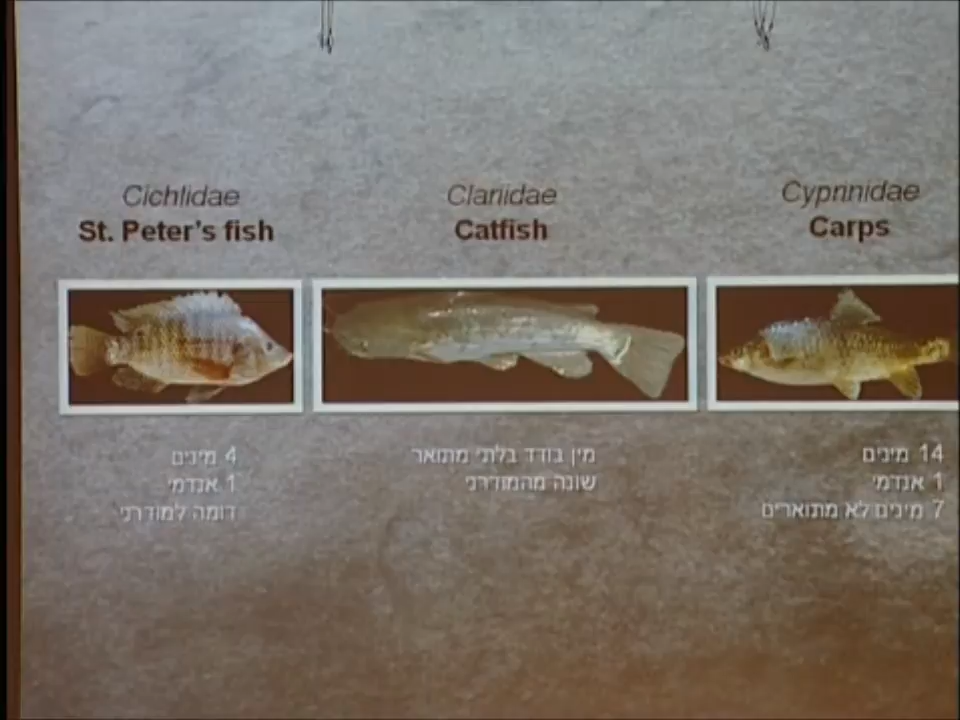 Cichlidae
St. Peter's fish
4 מינים
1 אנדמי
דומה למודרני
Clariidae
Catfish
מין בודד בלתי מתואר
שונה מהמודרני
Cyprinidae
Carps
14 מינים
1 אנדמי
7 מינים לא מתוארים